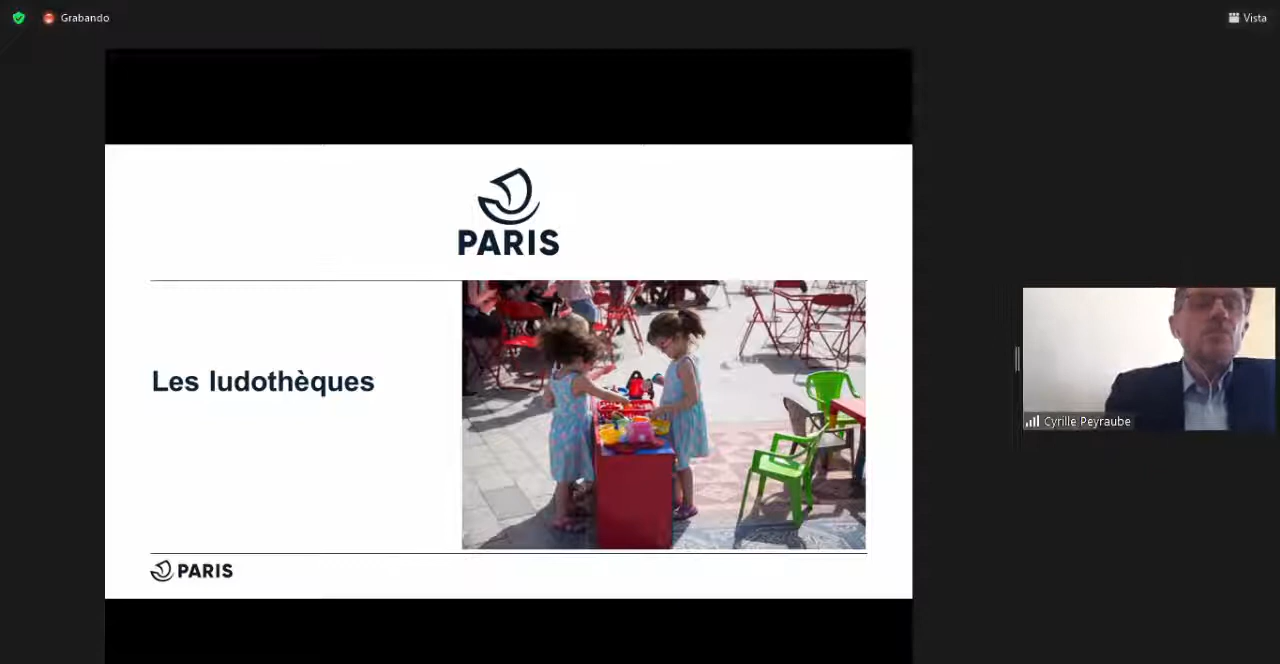 Grabando
Vista
PARIS
Les ludothèques
Cyrille Peyraube
PARIS